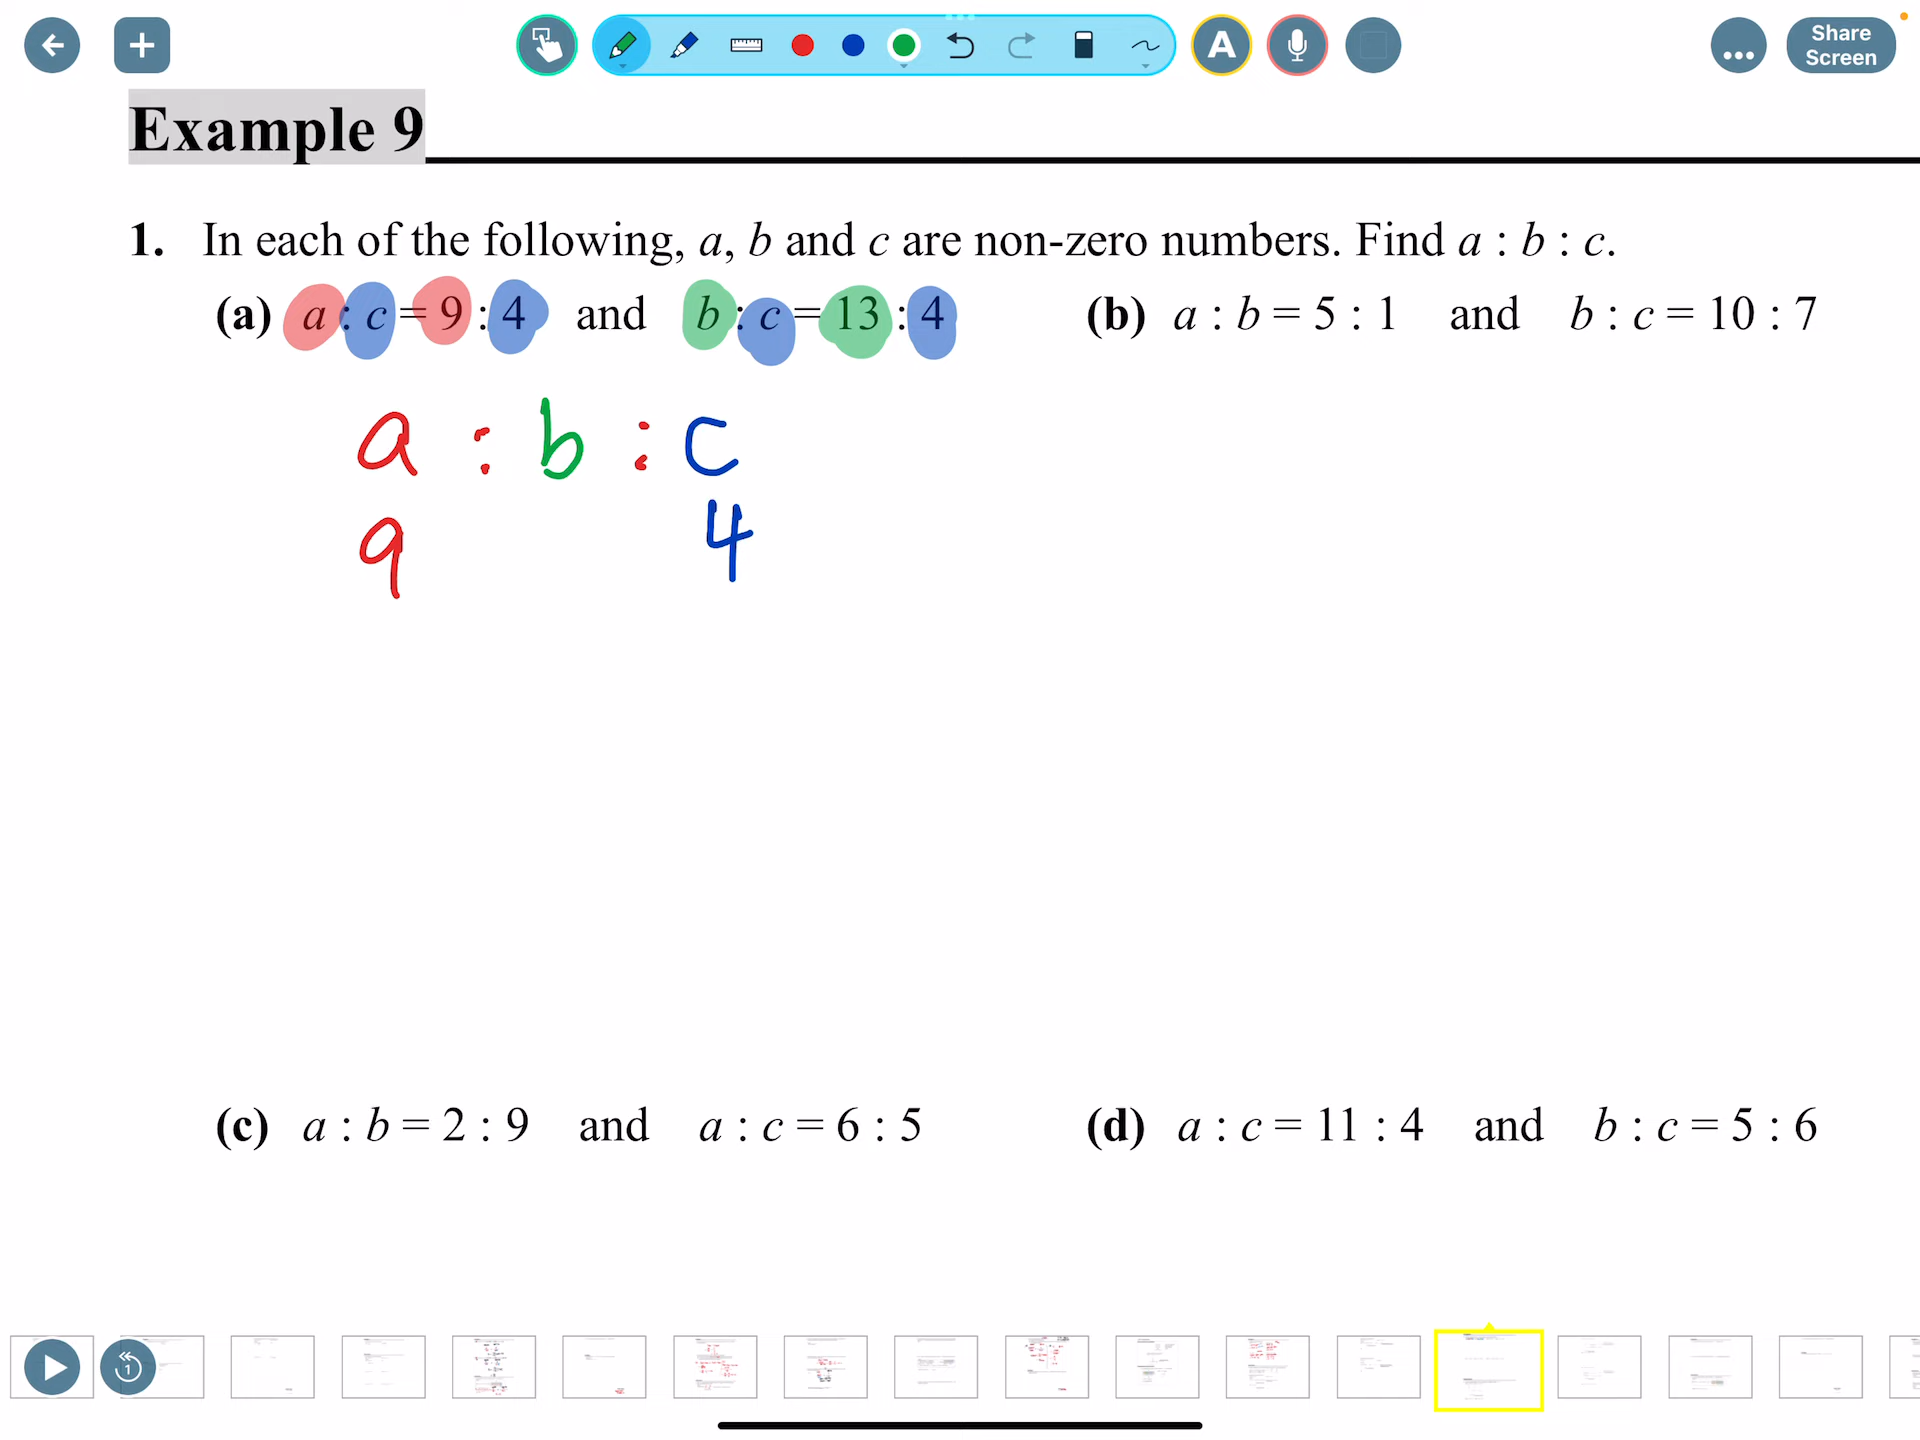 A
Share
Screen
Example 9
1. In each of the following, a, b and c are non-zero numbers. Find a : b : c.
(a) a : c = 9 : 4 and b : c = 13 : 4 (b) a : b = 5 : 1 and b : c = 10 : 7
a : b : c
9 4
(c) a : b = 2 : 9 and a : c = 6 : 5 (d) a : c = 11 : 4 and b : c = 5 : 6
1